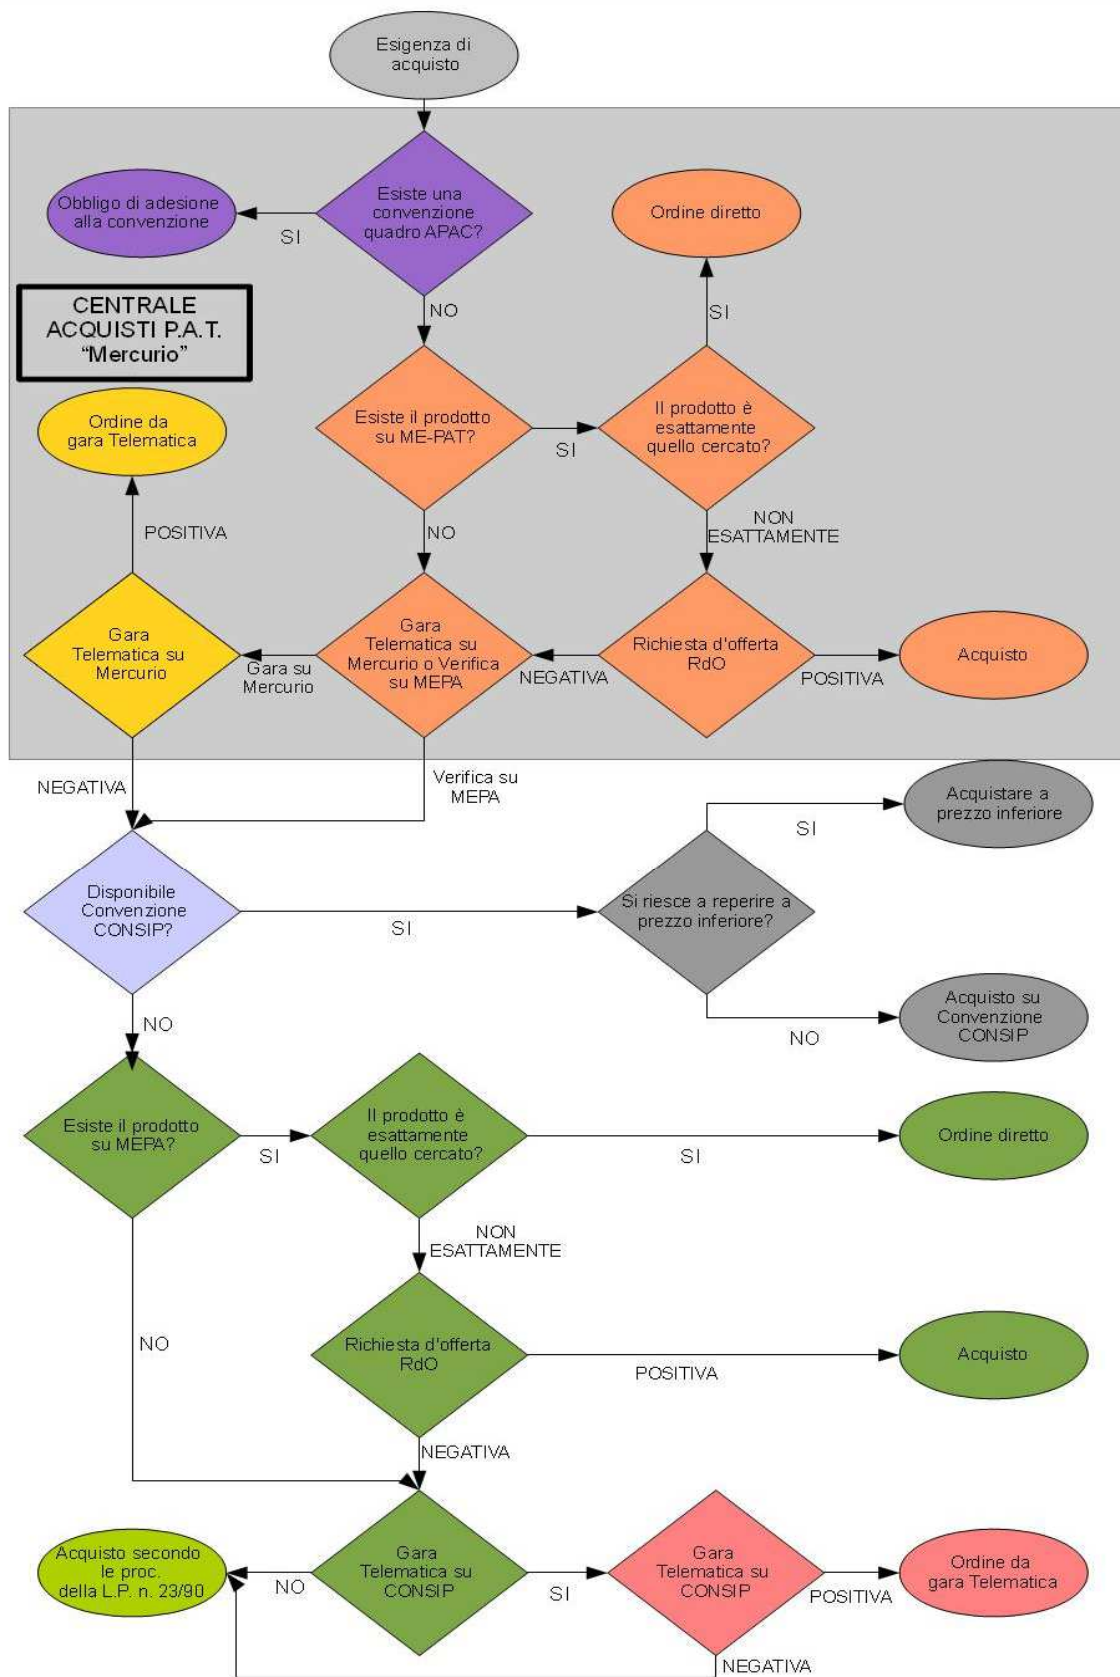 Esigenza di
acquisto
Esiste una
convenzione
quadro APAC?
Obbligo di adesione
alla convenzione
SI
Ordine diretto
CENTRALE
ACQUISTI P.A.T.
“Mercurio”
NO
SI
Esiste il prodotto
su ME-PAT?
SI
Il prodotto è
esattamente
quello cercato?
Ordine da
gara Telematica
POSITIVA
NO
NON
ESATTAMENTE
Gara
Telematica su
Mercurio
Gara su
Mercurio
Gara
Telematica su
Mercurio o Verifica
su MEPA
NEGATIVA
Richiesta d'offerta
RdO
POSITIVA
Acquisto
NEGATIVA
Verifica su
MEPA
Acquistare a
prezzo inferiore
SI
Disponibile
Convenzione
CONSIP?
SI
Si riesce a reperire a
prezzo inferiore?
NO
NO
Acquisto su
Convenzione
CONSIP
Esiste il prodotto
su MEPA?
SI
Il prodotto è
esattamente
quello cercato?
SI
Ordine diretto
NON
ESATTAMENTE
NO
Richiesta d'offerta
RdO
POSITIVA
Acquisto
NEGATIVA
Acquisto secondo
le proc.
della L.P. n. 23/90
NO
Gara
Telematica su
CONSIP
SI
Gara
Telematica su
CONSIP
POSITIVA
Ordine da
gara Telematica
NEGATIVA